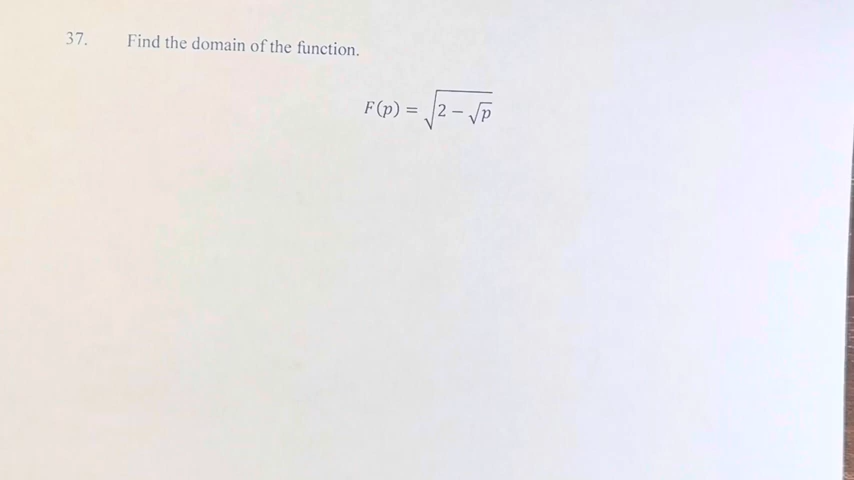 37. Find the domain of the function.
F(p) = √(2 − √p)